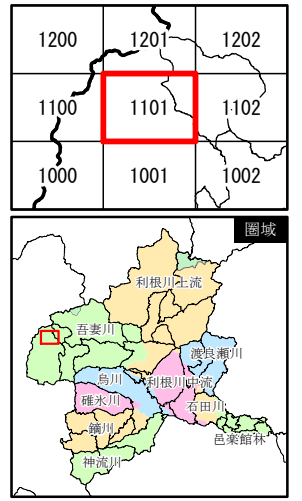 1200 1201 1202
1100 1101 1102
1000 1001 1002
圏域
利根川上流
吾妻川
渡良瀬川
烏川 利根川中流
碓氷川 石田川
鏑川 邑楽館林
神流川